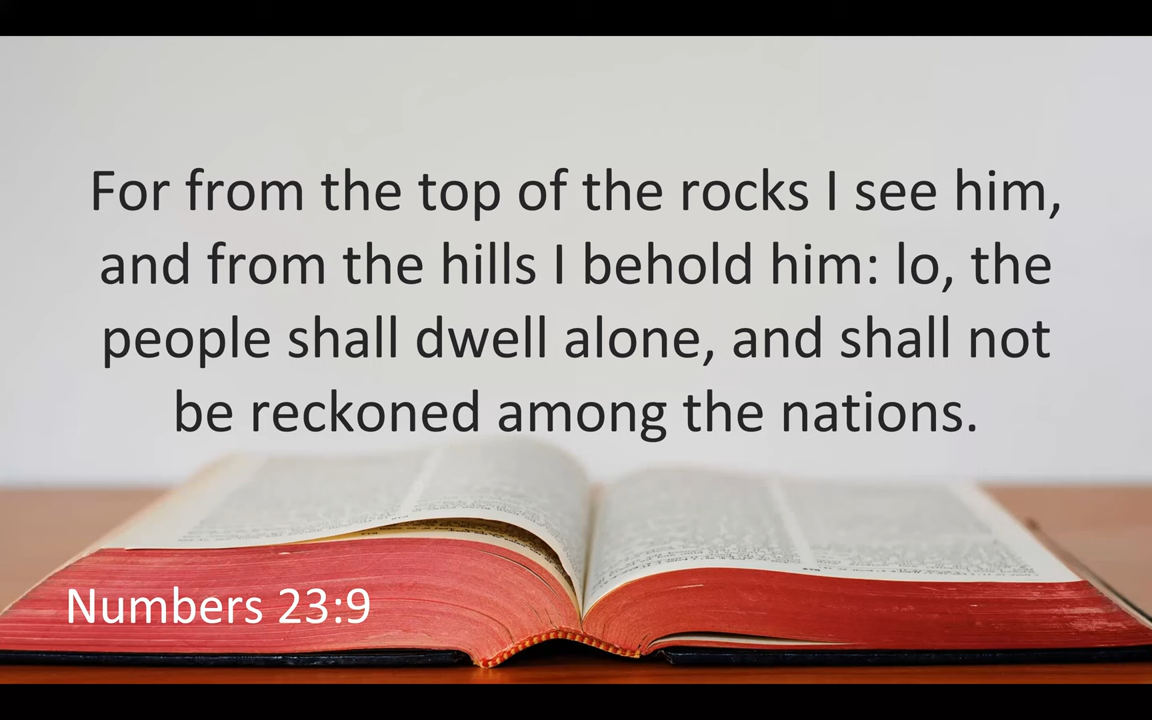 For from the top of the rocks I see him,
and from the hills I behold him: lo, the
people shall dwell alone, and shall not
be reckoned among the nations.
Numbers 23:9